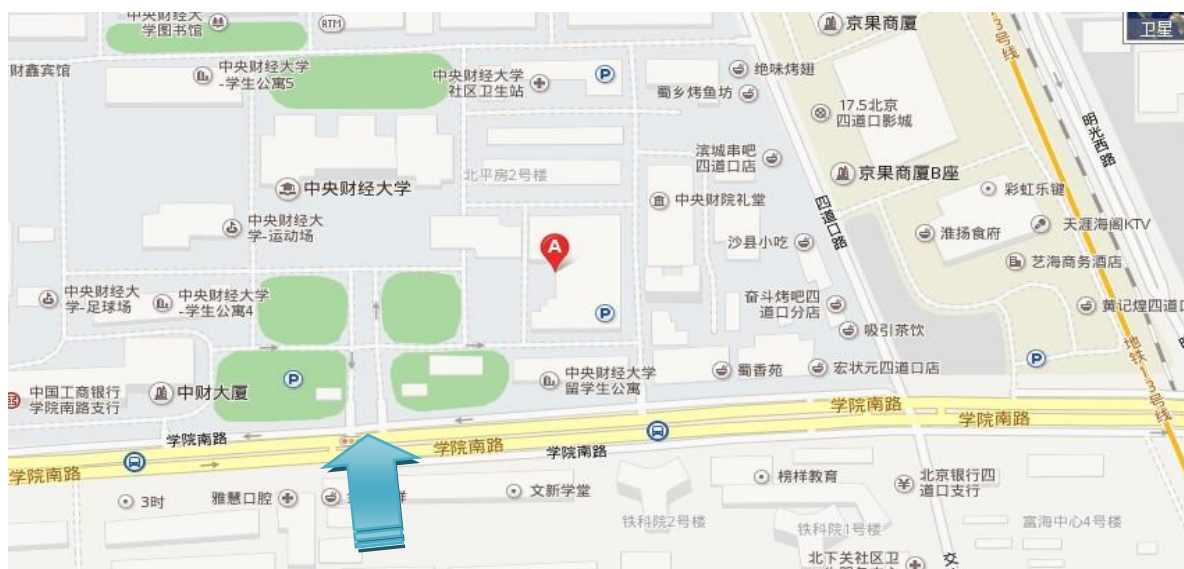 中央财经大
学图书馆
ATM
京果商厦
13号线
卫星
财鑫宾馆
中央财经大学
-学生公寓5
中央财经大学
社区卫生站
P
绝味烤翅
蜀乡烤鱼坊
17.5北京
四道口影城
明光西路
滨城串吧
四道口店
北平房2号楼
京果商厦B座
中央财经大学
中央财院礼堂
四道口路
彩虹乐键
中央财经大
学-运动场
A
沙县小吃
淮扬食府
天涯海阁KTV
艺海商务酒店
中央财经大
学-足球场
中央财经大学
-学生公寓4
P
奋斗烤吧四
道口分店
黄记煌四道口
吸引茶饮
地铁13号线
P
中国工商银行
学院南路支行
中财大厦
P
中央财经大学
留学生公寓
蜀香苑
宏状元四道口店
学院南路
学院南路
学院南路
学院南路
学院南路
学院南路
3时
雅慧口腔
文新学堂
榜样教育
北京银行四
道口支行
铁科院2号楼
铁科院1号楼
富海中心4号楼
北下关社区卫
交